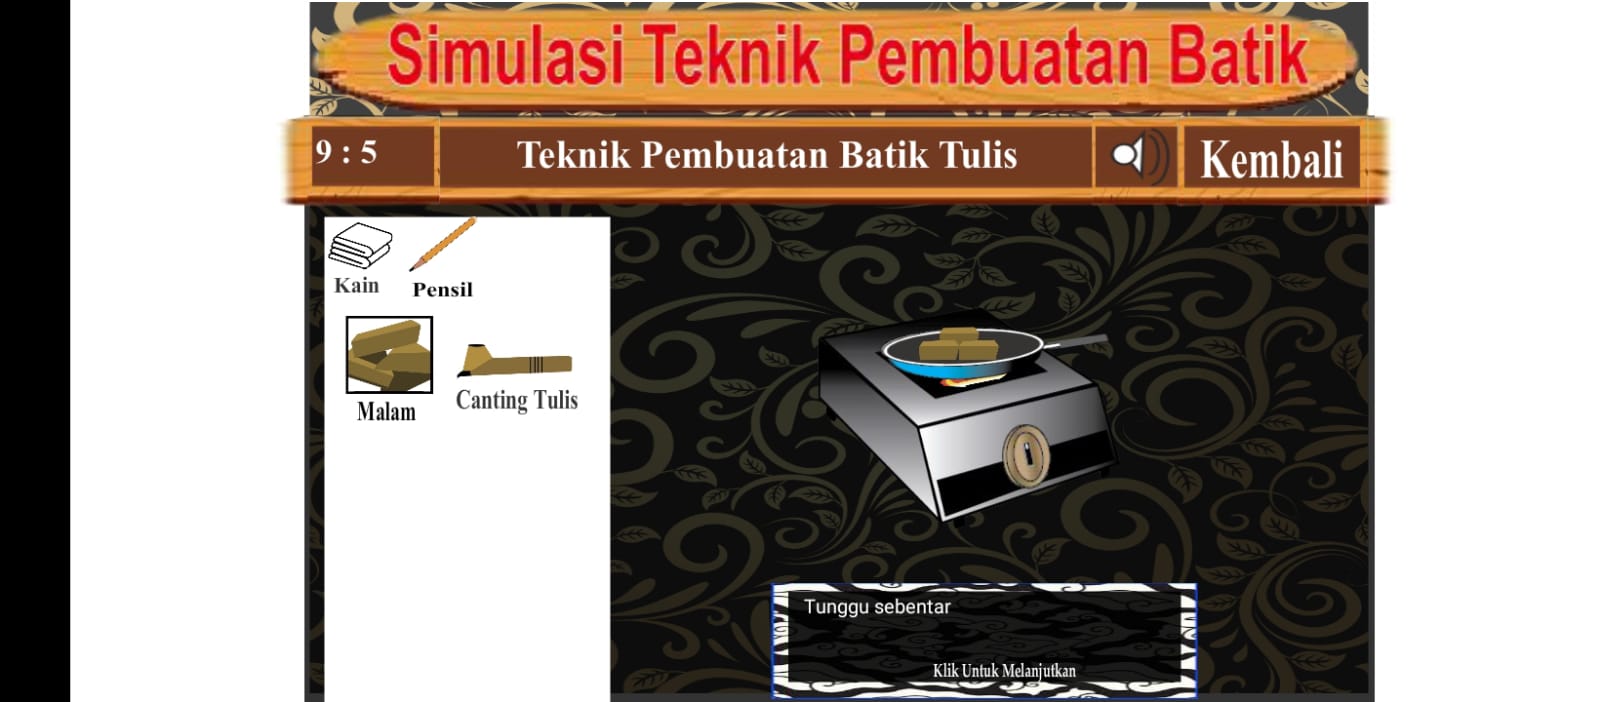 Simulasi Teknik Pembuatan Batik
9 : 5
Teknik Pembuatan Batik Tulis
Kembali
Kain
Pensil
Malam
Canting Tulis
Tunggu sebentar
Klik Untuk Melanjutkan